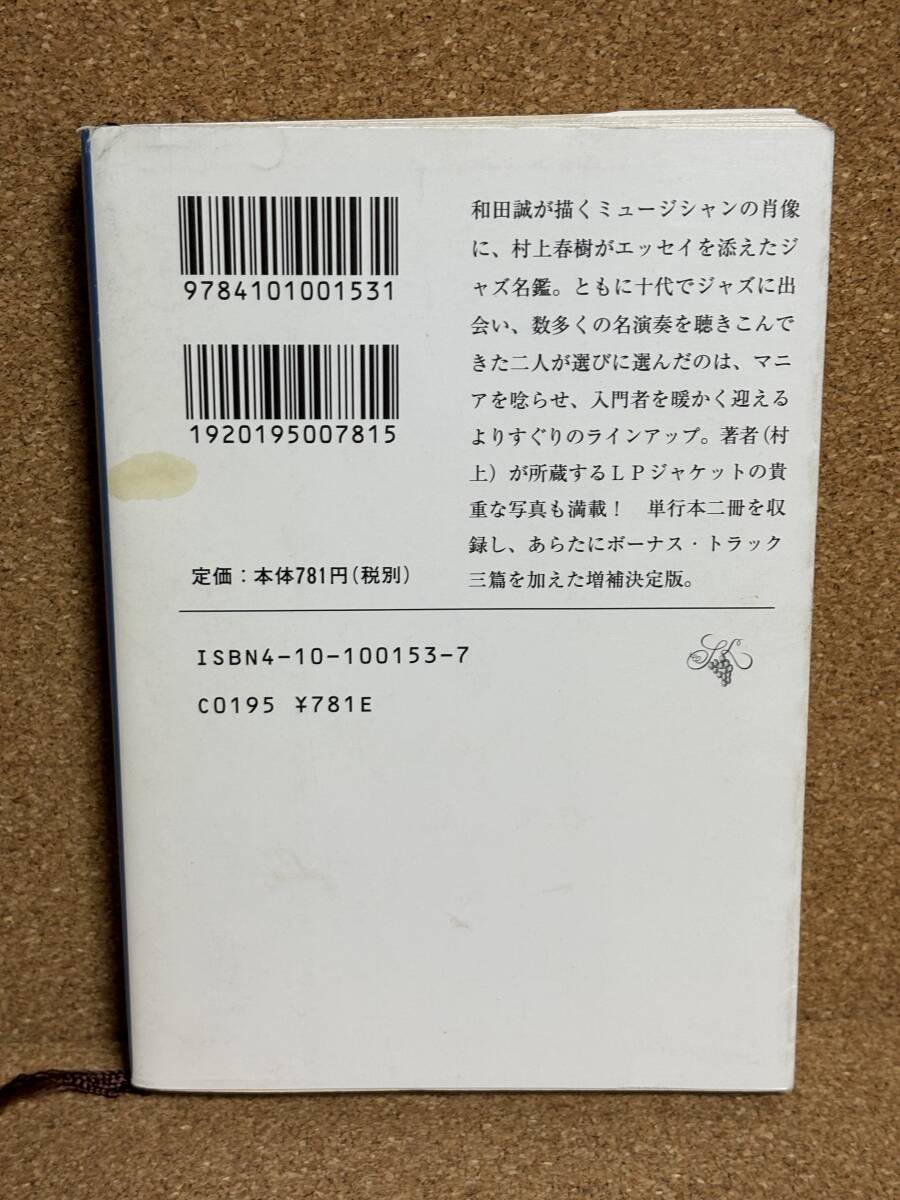 9784101001531
1920195007815
定価：本体781円（税別）
和田誠が描くミュージシャンの肖像
に、村上春樹がエッセイを添えたジ
ャズ名鑑。ともに十代でジャズに出
会い、数多くの名演奏を聴きこんで
きた二人が選びに選んだのは、マニ
アを唸らせ、入門者を暖かく迎える
よりすぐりのラインアップ。著者（村
上）が所蔵するＬＰジャケットの貴
重な写真も満載！　単行本二冊を収
録し、あらたにボーナス・トラック
三篇を加えた増補決定版。
ISBN4-10-100153-7
C0195 ¥781E